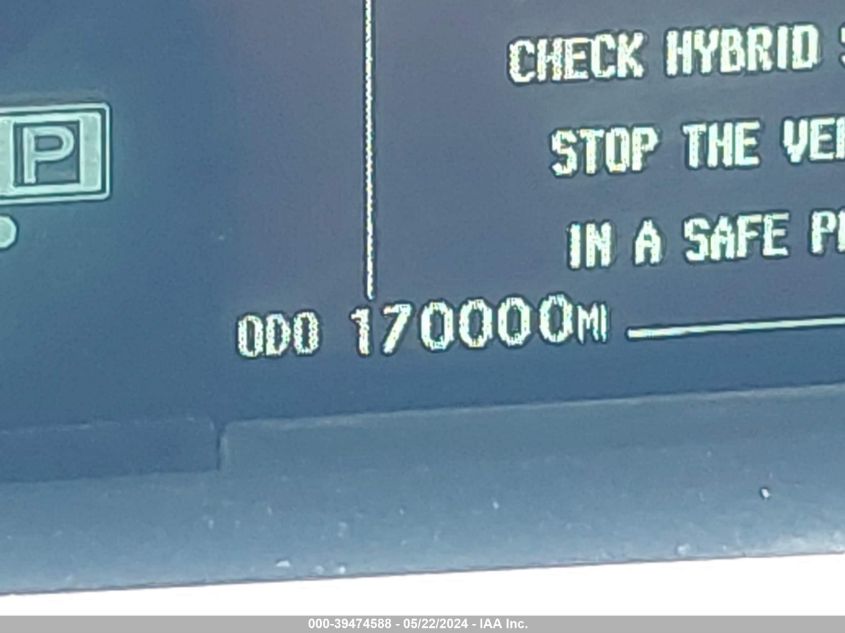 CHECK HYBRID
STOP THE
IN A SAFE
P
ODO 170000MI
000-39474588 - 05/22/2024 - IAA Inc.